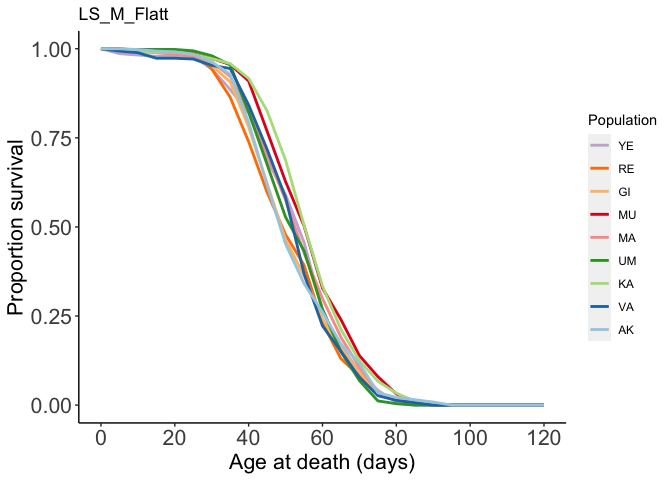 LS_M_Flatt
Proportion survival
1.00
0.75
0.50
0.25
0.00
0 20 40 60 80 100 120
Age at death (days)
Population
YE
RE
GI
MU
MA
UM
KA
VA
AK